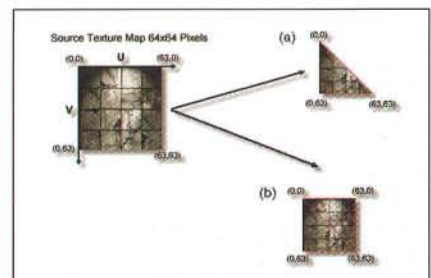 Source Texture Map 64x64 Pixels
(0,0) U (63,0)
V
(0,63) (63,63)
(a)
(0,0)
(0,63) (63,63)
(b)
(0,0) (63,0)
(0,63) (63,63)